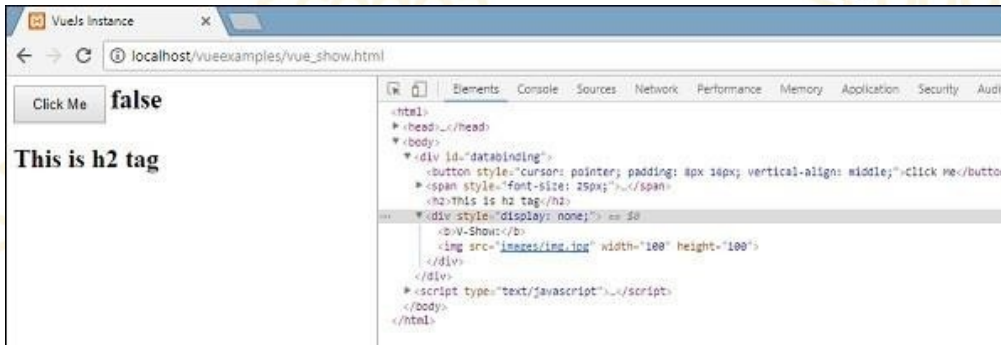 VueJs Instance
localhost/vueexamples/vue_show.html
Click Me false
This is h2 tag
Elements Console Sources Network Performance Memory Application Security Audi
<html>
<head>…</head>
<body>
<div id="databinding">
<button style="cursor: pointer; padding: 8px 16px; vertical-align: middle;">Click Me</butto
<span style="font-size: 25px;">…</span>
<h2>This is h2 tag</h2>
<div style="display: none;"> == $0
<b>V-Show:</b>
<img src="images/img.jpg" width="100" height="100">
</div>
</div>
<script type="text/javascript">…</script>
</body>
</html>